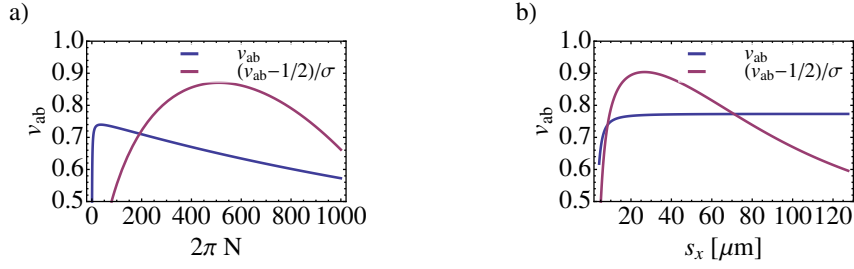 a)
1.0
0.9
0.8
0.7
0.6
0.5
v_ab
v_ab
(v_ab−1/2)/σ
0 200 400 600 800 1000
2π N
b)
1.0
0.9
0.8
0.7
0.6
0.5
v_ab
v_ab
(v_ab−1/2)/σ
20 40 60 80 100 120
s_x [μm]